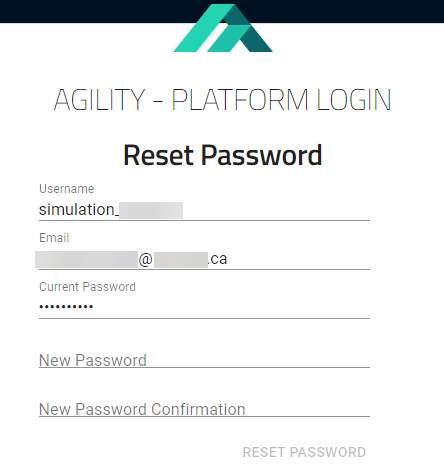 AGILITY - PLATFORM LOGIN
Reset Password
Username
simulation_
Email
@ .ca
Current Password
••••••••••
New Password
New Password Confirmation
RESET PASSWORD